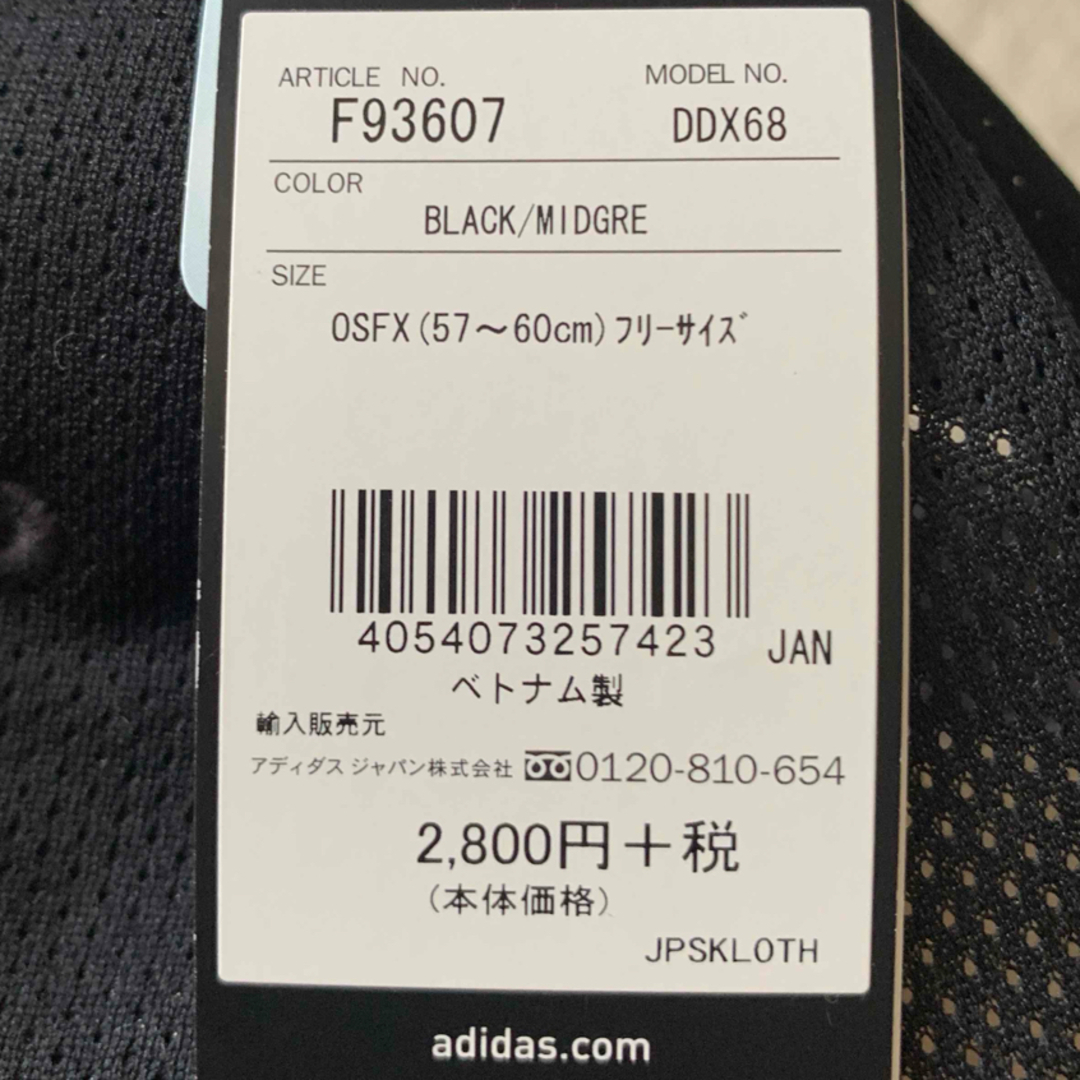 ARTICLE NO. MODEL NO.
F93607 DDX68
COLOR
BLACK/MIDGRE
SIZE
OSFX(57〜60cm)ﾌﾘｰｻｲｽﾞ
4054073257423 JAN
ベトナム製
輸入販売元
アディダス ジャパン株式会社 0120-810-654
2,800円+税
(本体価格)
JPSKLOTH
adidas.com